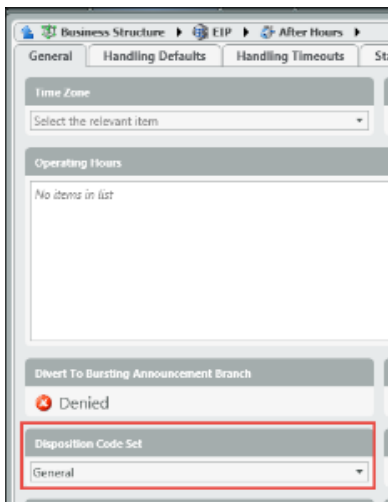 Business Structure EIP After Hours
General Handling Defaults Handling Timeouts
Time Zone
Select the relevant item
Operating Hours
No items in list
Divert To Bursting Announcement Branch
Denied
Disposition Code Set
General